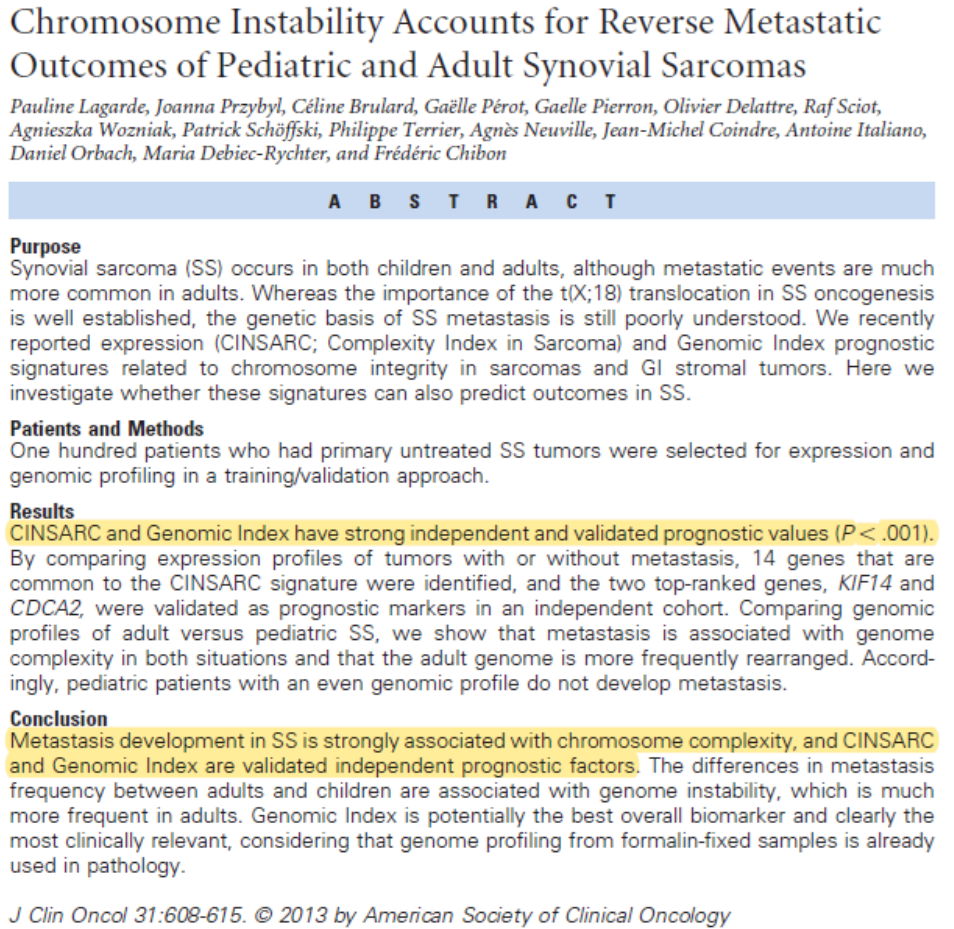 Chromosome Instability Accounts for Reverse Metastatic
Outcomes of Pediatric and Adult Synovial Sarcomas
Pauline Lagarde, Joanna Przybyl, Céline Brulard, Gaëlle Pérot, Gaelle Pierron, Olivier Delattre, Raf Sciot,
Agnieszka Wozniak, Patrick Schöffski, Philippe Terrier, Agnès Neuville, Jean-Michel Coindre, Antoine Italiano,
Daniel Orbach, Maria Debiec-Rychter, and Frédéric Chibon
A B S T R A C T
Purpose
Synovial sarcoma (SS) occurs in both children and adults, although metastatic events are much
more common in adults. Whereas the importance of the t(X;18) translocation in SS oncogenesis
is well established, the genetic basis of SS metastasis is still poorly understood. We recently
reported expression (CINSARC; Complexity Index in Sarcoma) and Genomic Index prognostic
signatures related to chromosome integrity in sarcomas and GI stromal tumors. Here we
investigate whether these signatures can also predict outcomes in SS.
Patients and Methods
One hundred patients who had primary untreated SS tumors were selected for expression and
genomic profiling in a training/validation approach.
Results
CINSARC and Genomic Index have strong independent and validated prognostic values (P < .001).
By comparing expression profiles of tumors with or without metastasis, 14 genes that are
common to the CINSARC signature were identified, and the two top-ranked genes, KIF14 and
CDCA2, were validated as prognostic markers in an independent cohort. Comparing genomic
profiles of adult versus pediatric SS, we show that metastasis is associated with genome
complexity in both situations and that the adult genome is more frequently rearranged. Accord-
ingly, pediatric patients with an even genomic profile do not develop metastasis.
Conclusion
Metastasis development in SS is strongly associated with chromosome complexity, and CINSARC
and Genomic Index are validated independent prognostic factors. The differences in metastasis
frequency between adults and children are associated with genome instability, which is much
more frequent in adults. Genomic Index is potentially the best overall biomarker and clearly the
most clinically relevant, considering that genome profiling from formalin-fixed samples is already
used in pathology.
J Clin Oncol 31:608-615. © 2013 by American Society of Clinical Oncology